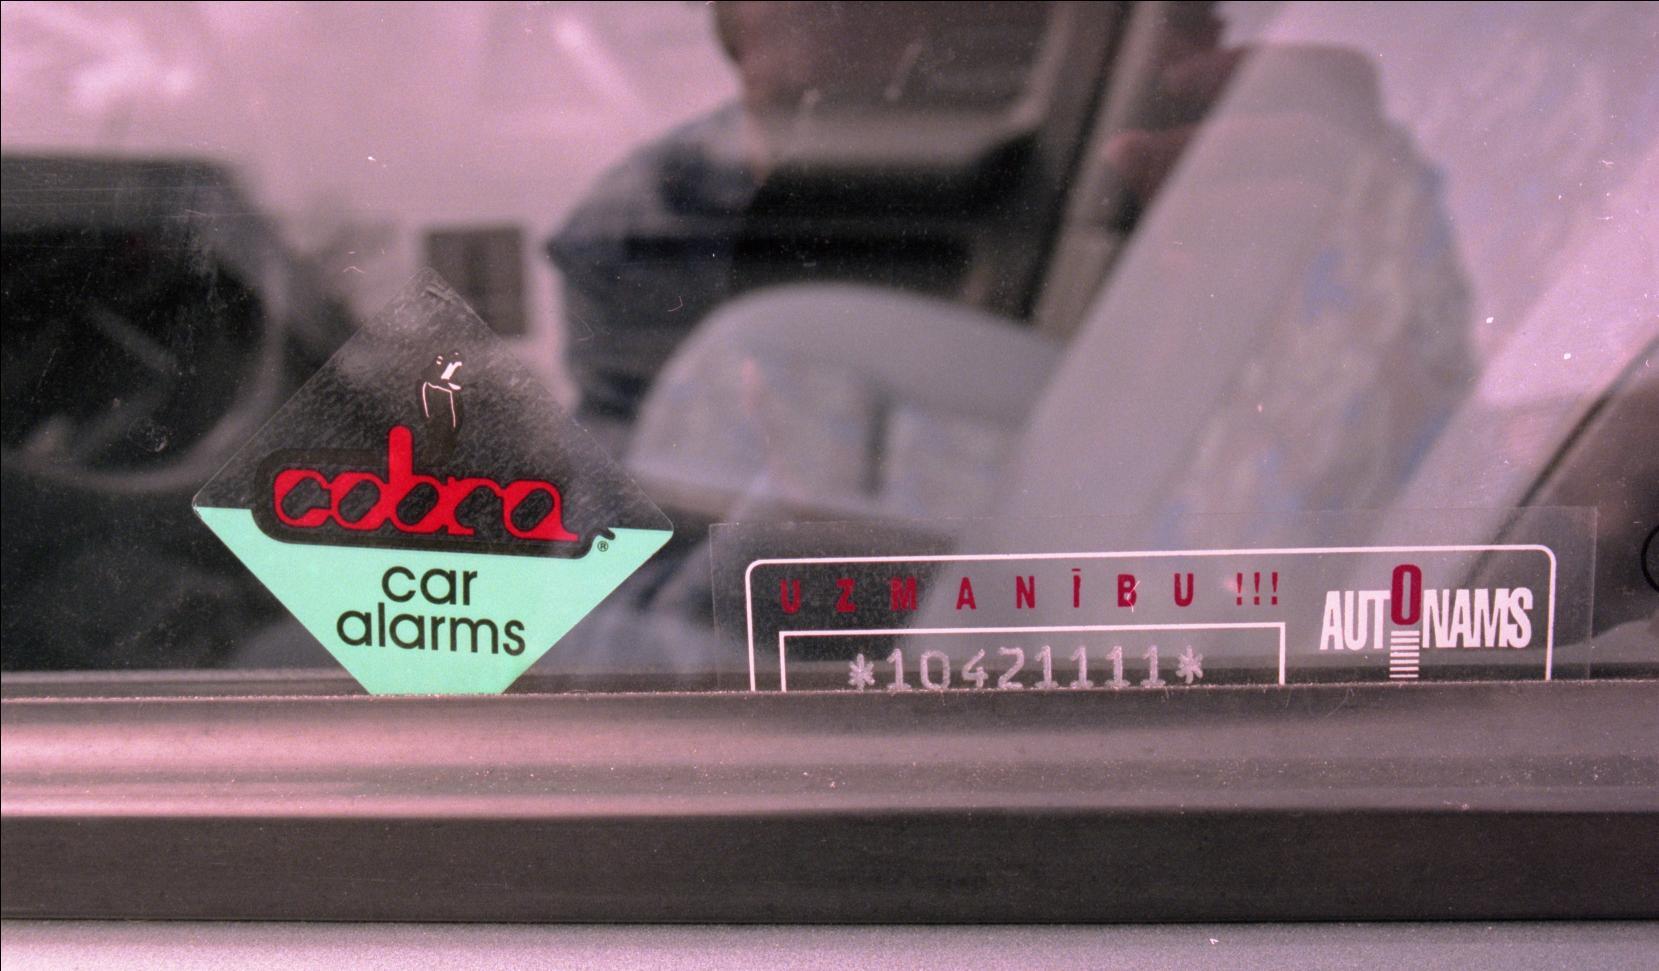 cobra®
car
alarms
UZMANĪBU!!!
*10421111*
AUTONAMS